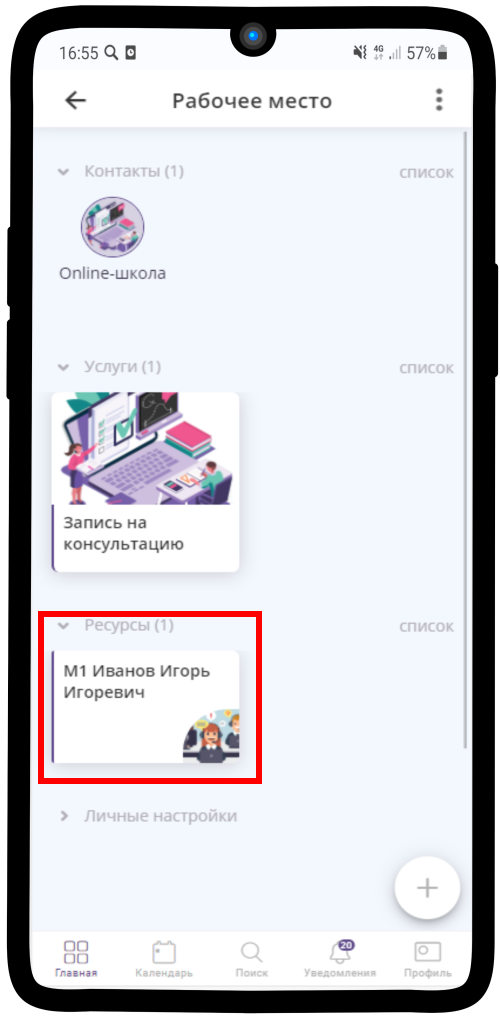 16:55 4G 57%
Рабочее место
Контакты (1) список
Online-школа
Услуги (1) список
Запись на
консультацию
Ресурсы (1) список
М1 Иванов Игорь
Игоревич
Личные настройки
20
Главная Календарь Поиск Уведомления Профиль